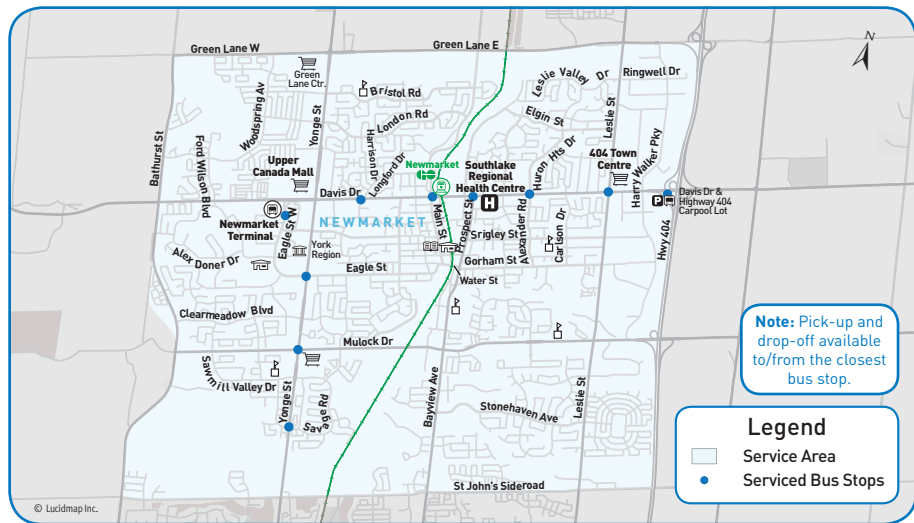 Green Lane W
Green Lane E
N
Green
Lane Ctr.
Woodspring Av
Yonge St
Bristol Rd
London Rd
Leslie Valley Dr
Ringwell Dr
Elgin St
Leslie St
Bathurst St
Ford Wilson Blvd
Harrison Dr
Longford Dr
Upper
Canada Mall
Newmarket
Southlake
Regional
Health Centre
Huron Hts Dr
404 Town
Centre
Harry Walker Pky
Davis Dr
Davis Dr &
Highway 404
Carpool Lot
P
H
Newmarket
Terminal
Eagle St W
NEWMARKET
Main St
Prospect St
Srigley St
Alexander Rd
Carlson Dr
Hwy 404
York
Region
Alex Doner Dr
Eagle St
Gorham St
Water St
Clearmeadow Blvd
Mulock Dr
Sawmill Valley Dr
Yonge St
Savage Rd
Bayview Ave
Stonehaven Ave
Leslie St
St John's Sideroad
Note: Pick-up and
drop-off available
to/from the closest
bus stop.
Legend
Service Area
Serviced Bus Stops
© Lucidmap Inc.